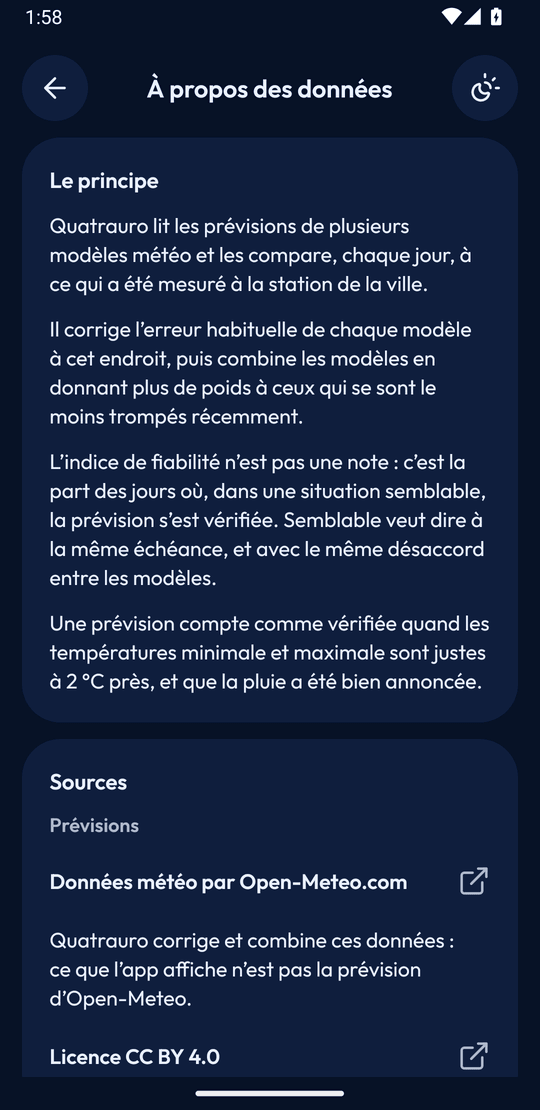 1:58
À propos des données
Le principe
Quatrauro lit les prévisions de plusieurs
modèles météo et les compare, chaque jour, à
ce qui a été mesuré à la station de la ville.
Il corrige l’erreur habituelle de chaque modèle
à cet endroit, puis combine les modèles en
donnant plus de poids à ceux qui se sont le
moins trompés récemment.
L’indice de fiabilité n’est pas une note : c’est la
part des jours où, dans une situation semblable,
la prévision s’est vérifiée. Semblable veut dire à
la même échéance, et avec le même désaccord
entre les modèles.
Une prévision compte comme vérifiée quand les
températures minimale et maximale sont justes
à 2 °C près, et que la pluie a été bien annoncée.
Sources
Prévisions
Données météo par Open-Meteo.com
Quatrauro corrige et combine ces données :
ce que l’app affiche n’est pas la prévision
d’Open-Meteo.
Licence CC BY 4.0